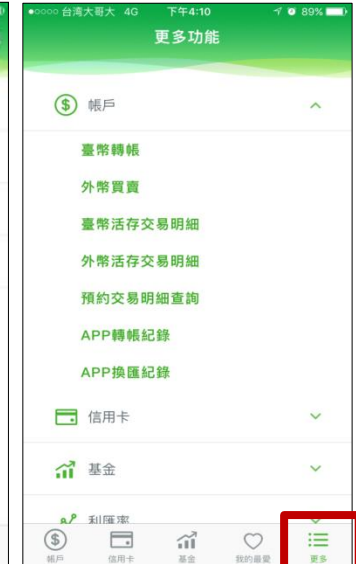 ●○○○○ 台湾大哥大 4G 下午4:10 89%
更多功能
帳戶
臺幣轉帳
外幣買賣
臺幣活存交易明細
外幣活存交易明細
預約交易明細查詢
APP轉帳紀錄
APP換匯紀錄
信用卡
基金
利匯率
帳戶 信用卡 基金 我的最愛 更多